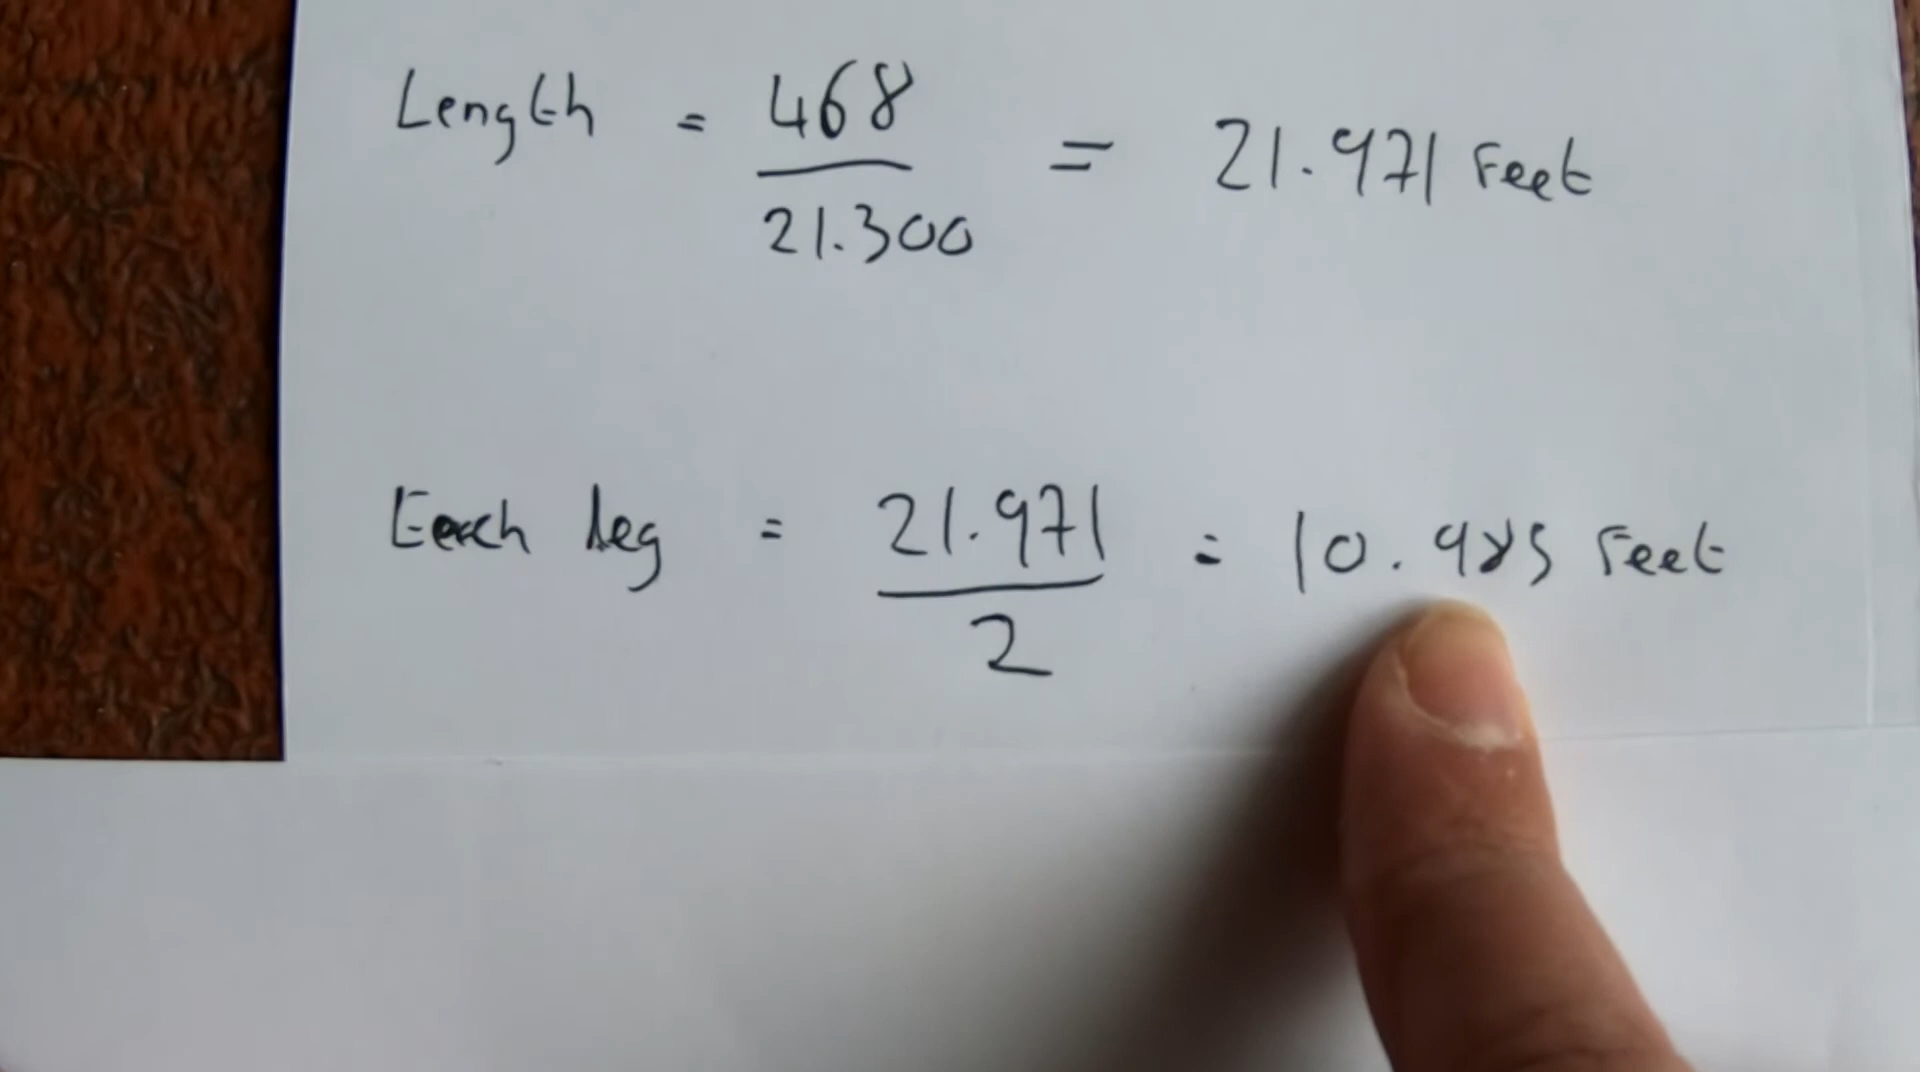 Length = 468/21.300 = 21.971 Feet
Each leg = 21.971/2 = 10.985 Feet